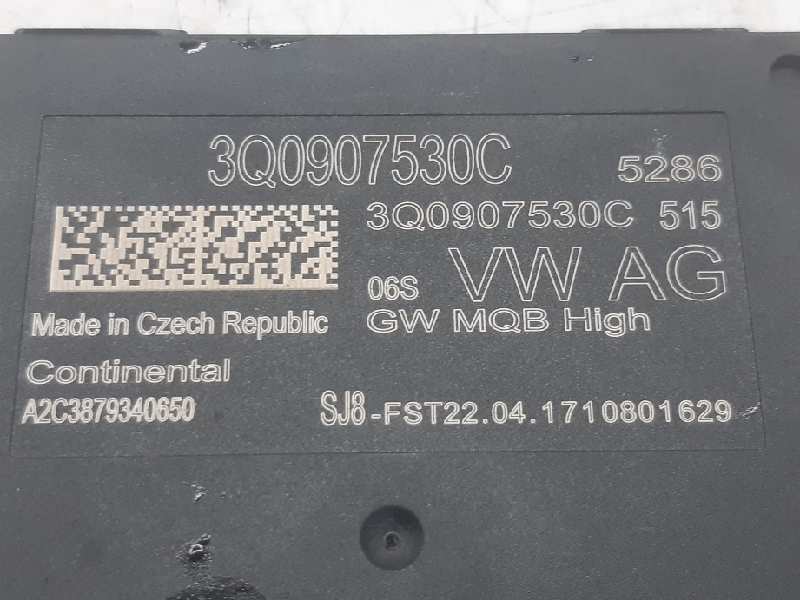 3Q0907530C 5286
3Q0907530C 515
06S VW AG
Made in Czech Republic GW MQB High
Continental
A2C3879340650 SJ8-FST22.04.1710801629